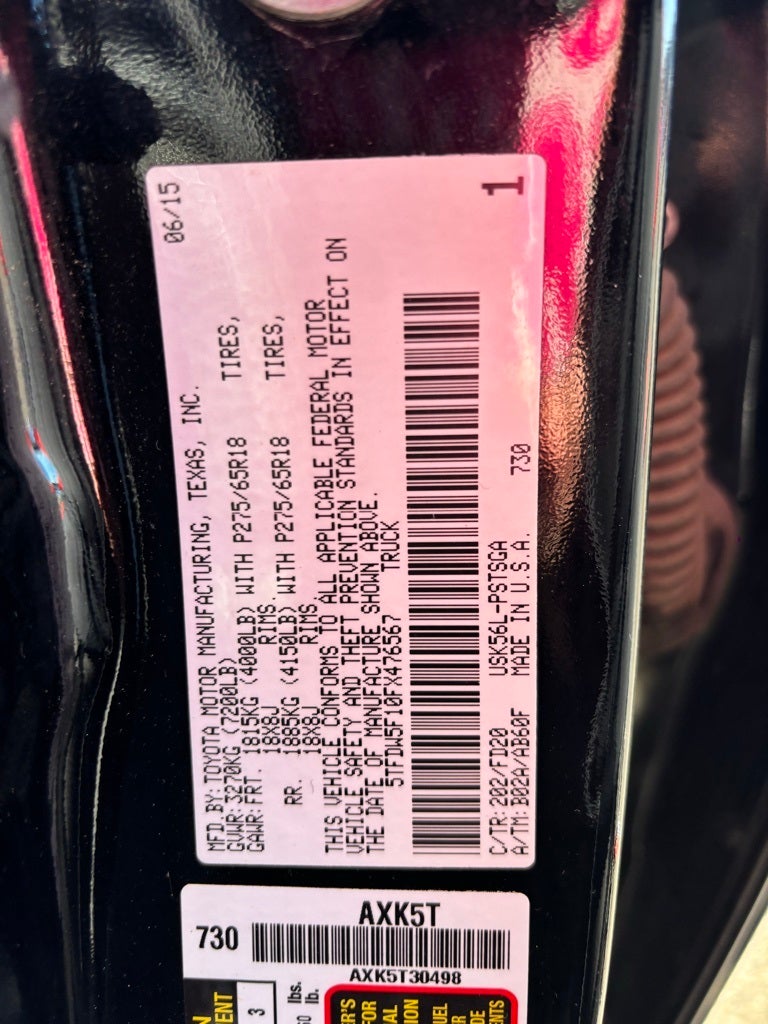 MFD.BY:TOYOTA MOTOR MANUFACTURING, TEXAS, INC. 06/15
GVWR:3270KG (7200LB)
GAWR:FRT. 1815KG (4000LB) WITH P275/65R18 TIRES,
18X8J RIMS
RR. 1885KG (4150LB) WITH P275/65R18 TIRES,
18X8J RIMS
THIS VEHICLE CONFORMS TO ALL APPLICABLE FEDERAL MOTOR
VEHICLE SAFETY AND THEFT PREVENTION STANDARDS IN EFFECT ON
THE DATE OF MANUFACTURE SHOWN ABOVE.
5TFDW5F10FX476567 TRUCK
C/TR:202/FD20 USK56L-PSTSGA
A/TM:B02A/AB60F MADE IN U.S.A. 730
1
AXK5T
730
AXK5T30498
3
lbs.
lb.